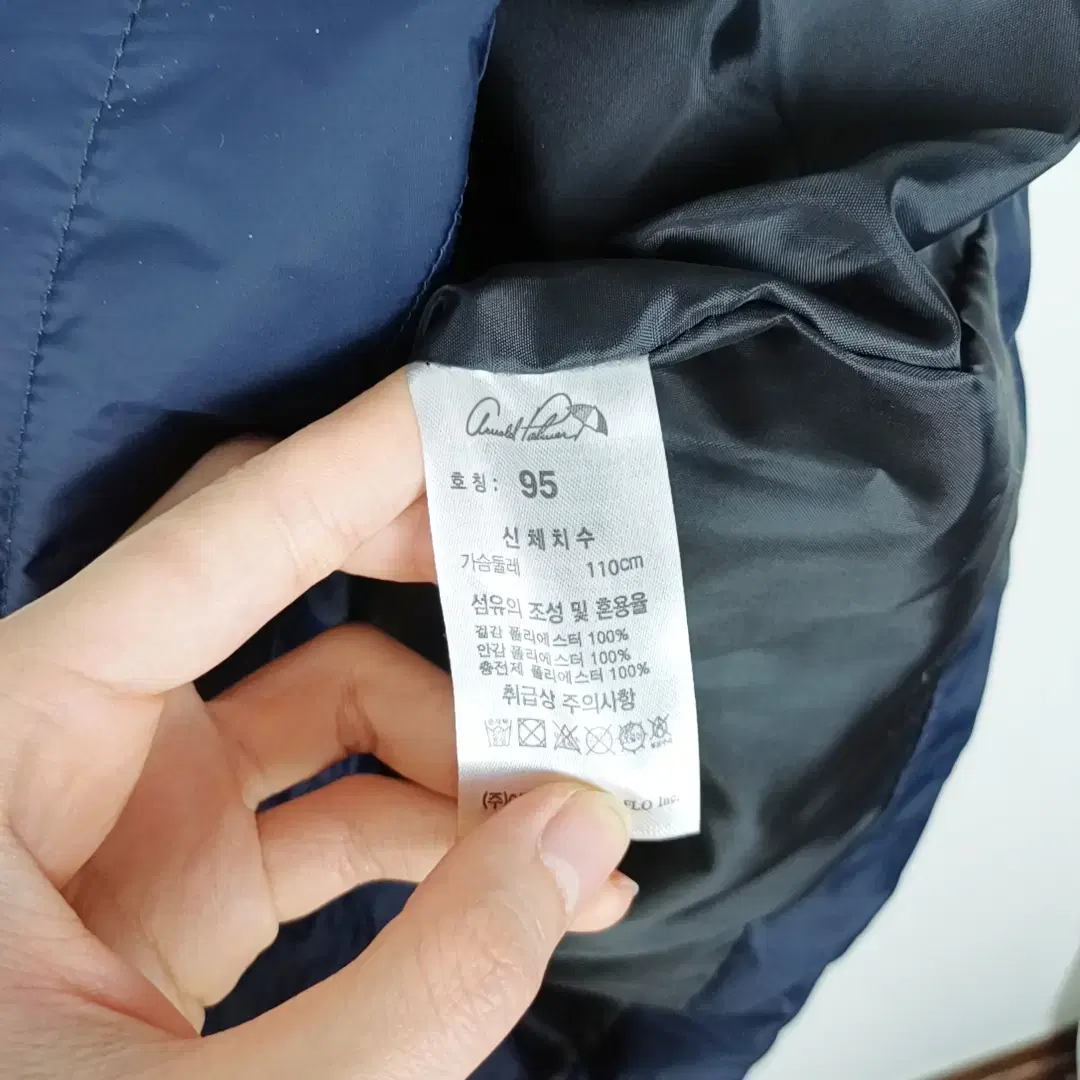 Arnold Palmer
호칭: 95
신체치수
가슴둘레 110cm
섬유의 조성 및 혼용율
겉감 폴리에스터 100%
안감 폴리에스터 100%
충전제 폴리에스터 100%
취급상 주의사항
(주) FLO Inc.